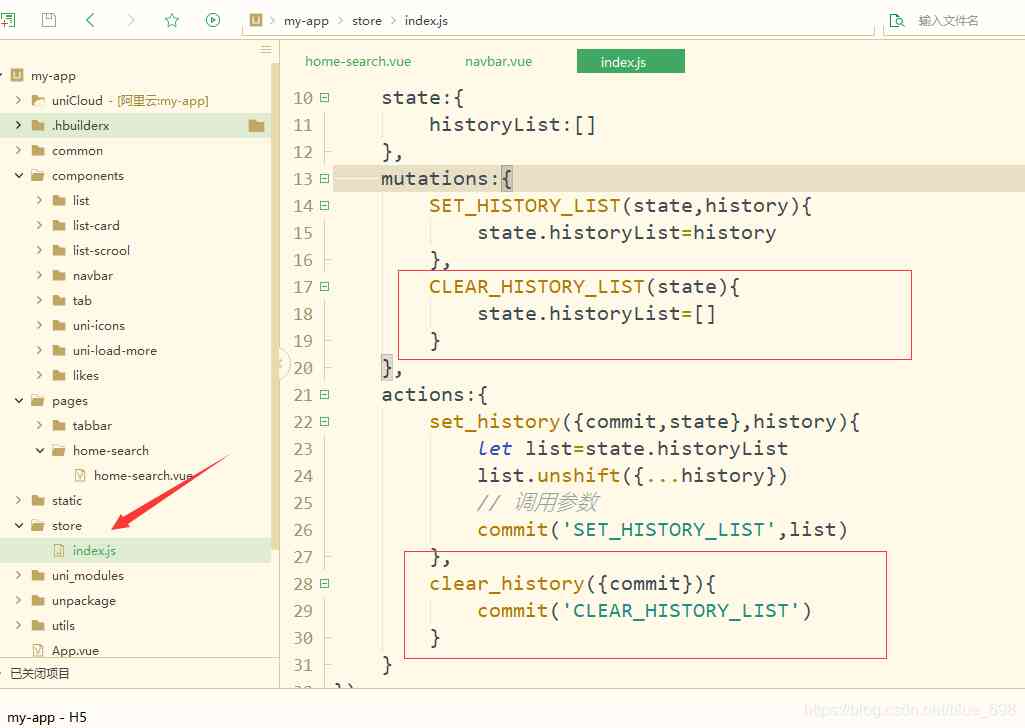 my-app
store
index.js
输入文件名
my-app
uniCloud - [阿里云:my-app]
.hbuilderx
common
components
list
list-card
list-scrool
navbar
tab
uni-icons
uni-load-more
likes
pages
tabbar
home-search
home-search.vue
static
store
index.js
uni_modules
unpackage
utils
App.vue
已关闭项目
home-search.vue
navbar.vue
index.js
10 state:{
11 historyList:[]
12 },
13 mutations:{
14 SET_HISTORY_LIST(state,history){
15 state.historyList=history
16 },
17 CLEAR_HISTORY_LIST(state){
18 state.historyList=[]
19 }
20 },
21 actions:{
22 set_history({commit,state},history){
23 let list=state.historyList
24 list.unshift({...history})
25 // 调用参数
26 commit('SET_HISTORY_LIST',list)
27 },
28 clear_history({commit}){
29 commit('CLEAR_HISTORY_LIST')
30 }
31 }
my-app - H5
https://blog.csdn.net/blue_698